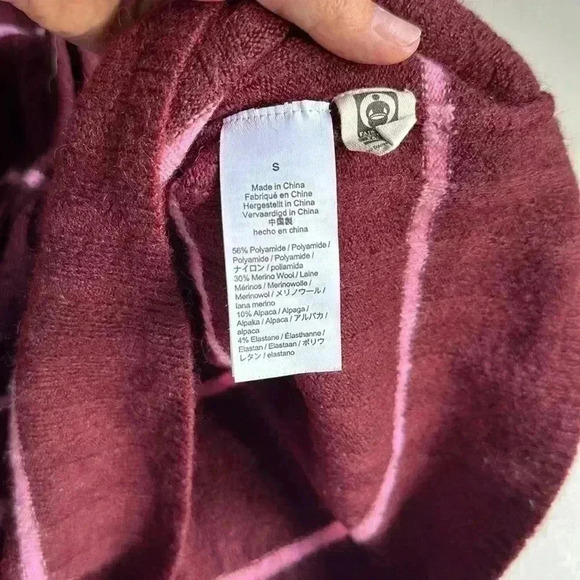 S
Made in China
Fabriqué en Chine
Hergestellt in China
Vervaardigd in China
中国製
hecho en china
56% Polyamide / Polyamide /
Polyamide / Polyamide /
ナイロン / poliamida
30% Merino Wool / Laine
Mérinos / Merinowolle /
Merinowol / メリノウール /
lana merino
10% Alpaca / Alpaga /
Alpaka / Alpaca / アルパカ /
alpaca
4% Elastane / Élasthanne /
Elastan / Elastaan / ポリウ
レタン / elastano
FAIR